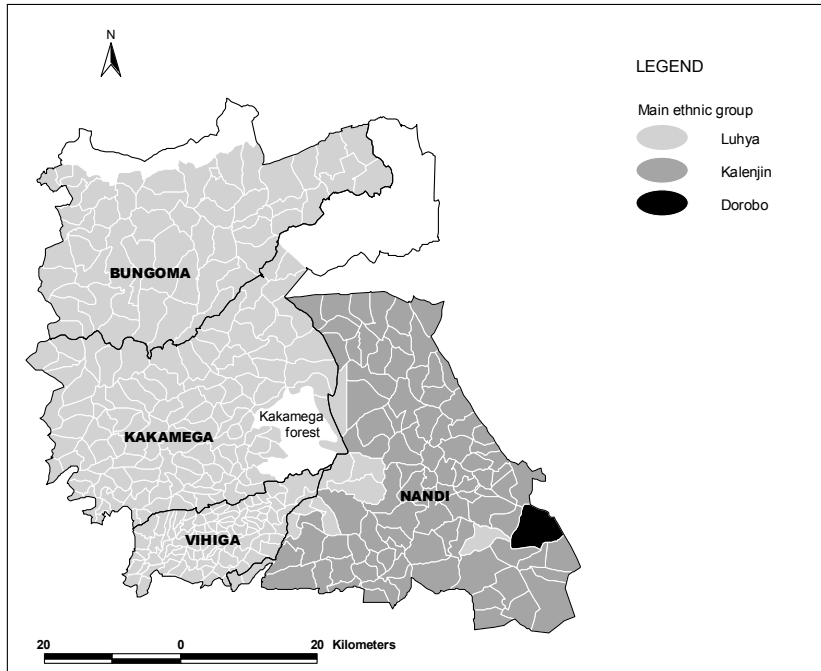 N
LEGEND
Main ethnic group
Luhya
Kalenjin
Dorobo
BUNGOMA
Kakamega
forest
KAKAMEGA
NANDI
VIHIGA
20 0 20 Kilometers